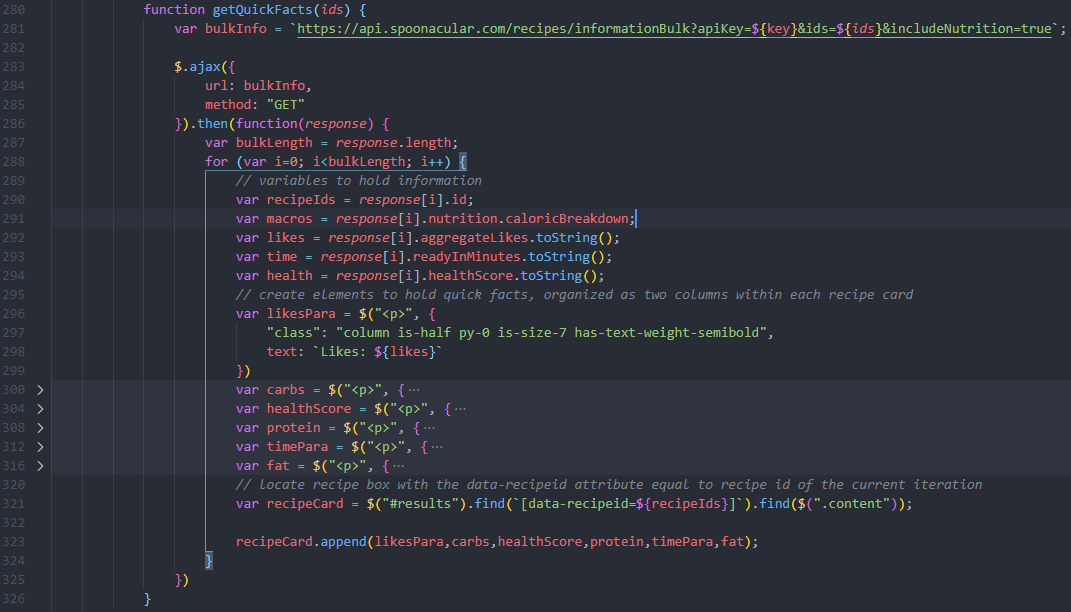 280 function getQuickFacts(ids) {
281 var bulkInfo = `https://api.spoonacular.com/recipes/informationBulk?apiKey=${key}&ids=${ids}&includeNutrition=true`;
282
283 $.ajax({
284 url: bulkInfo,
285 method: "GET"
286 }).then(function(response) {
287 var bulkLength = response.length;
288 for (var i=0; i<bulkLength; i++) {
289 // variables to hold information
290 var recipeIds = response[i].id;
291 var macros = response[i].nutrition.caloricBreakdown;
292 var likes = response[i].aggregateLikes.toString();
293 var time = response[i].readyInMinutes.toString();
294 var health = response[i].healthScore.toString();
295 // create elements to hold quick facts, organized as two columns within each recipe card
296 var likesPara = $("<p>", {
297 "class": "column is-half py-0 is-size-7 has-text-weight-semibold",
298 text: `Likes: ${likes}`
299 })
300 > var carbs = $("<p>", { ···
304 > var healthScore = $("<p>", { ···
308 > var protein = $("<p>", { ···
312 > var timePara = $("<p>", { ···
316 > var fat = $("<p>", { ···
320 // locate recipe box with the data-recipeid attribute equal to recipe id of the current iteration
321 var recipeCard = $("#results").find(`[data-recipeid=${recipeIds}]`).find($(".content"));
322
323 recipeCard.append(likesPara,carbs,healthScore,protein,timePara,fat);
324 }
325 })
326 }